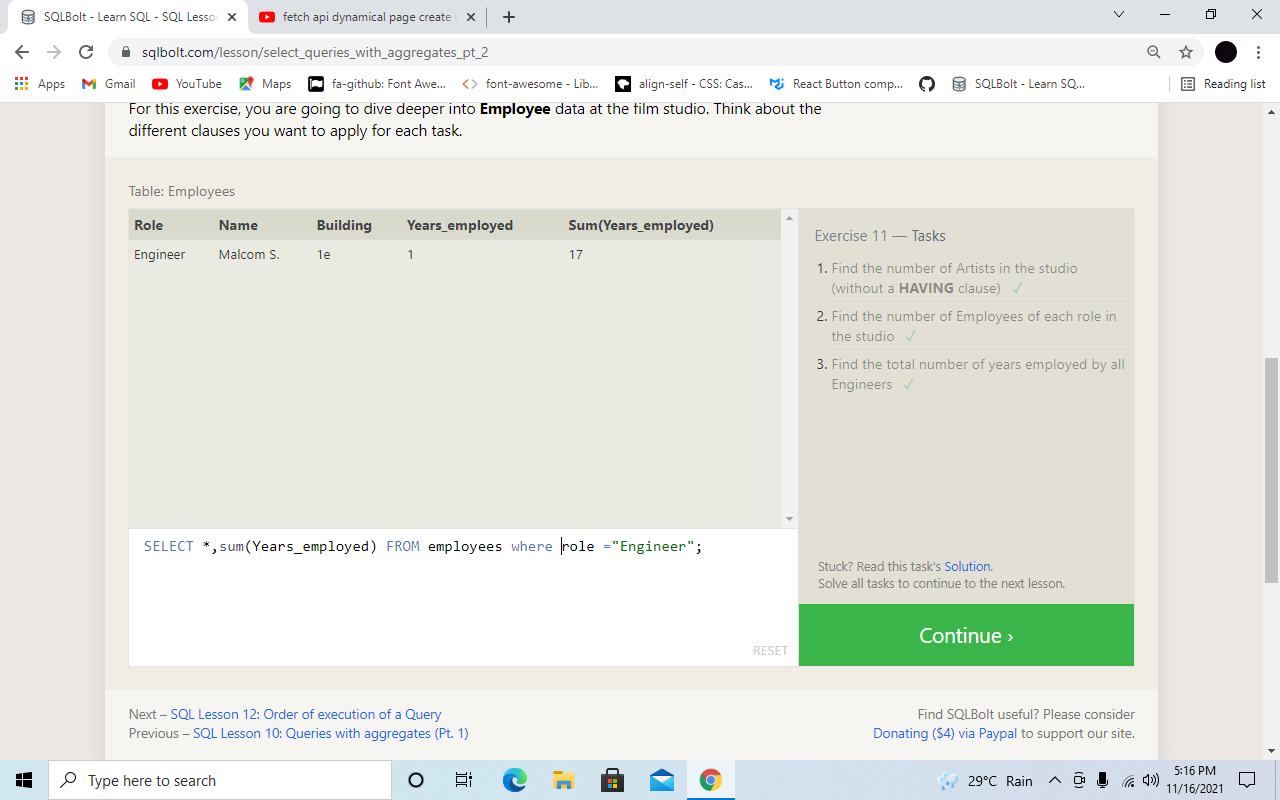 SQLBolt - Learn SQL - SQL Lesson
fetch api dynamical page create
sqlbolt.com/lesson/select_queries_with_aggregates_pt_2
Apps
Gmail
YouTube
Maps
fa-github: Font Awe...
<> font-awesome - Lib...
align-self - CSS: Cas...
React Button comp...
SQLBolt - Learn SQ...
Reading list
For this exercise, you are going to dive deeper into Employee data at the film studio. Think about the
different clauses you want to apply for each task.
Table: Employees
Role Name Building Years_employed Sum(Years_employed)
Engineer Malcom S. 1e 1 17
SELECT *,sum(Years_employed) FROM employees where role ="Engineer";
RESET
Exercise 11 — Tasks
1. Find the number of Artists in the studio
(without a HAVING clause) ✓
2. Find the number of Employees of each role in
the studio ✓
3. Find the total number of years employed by all
Engineers ✓
Stuck? Read this task's Solution.
Solve all tasks to continue to the next lesson.
Continue ›
Next – SQL Lesson 12: Order of execution of a Query
Previous – SQL Lesson 10: Queries with aggregates (Pt. 1)
Find SQLBolt useful? Please consider
Donating ($4) via Paypal to support our site.
Type here to search
29°C Rain
5:16 PM
11/16/2021